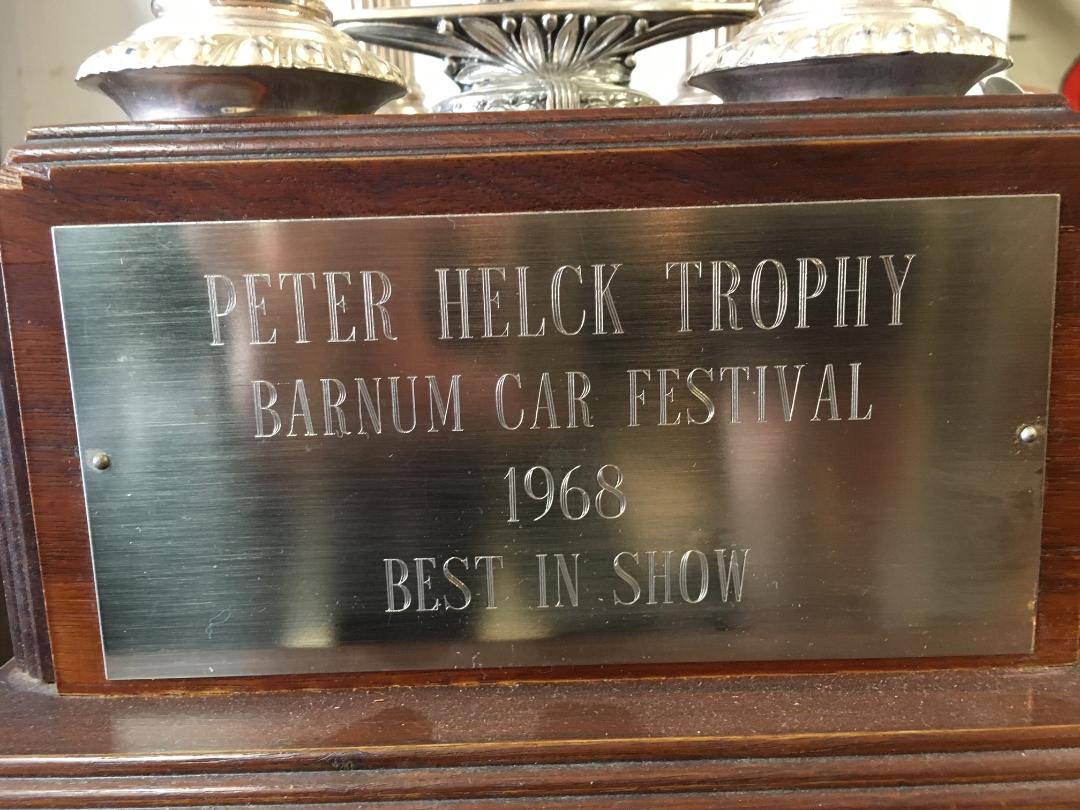 PETER HELCK TROPHY
BARNUM CAR FESTIVAL
1968
BEST IN SHOW